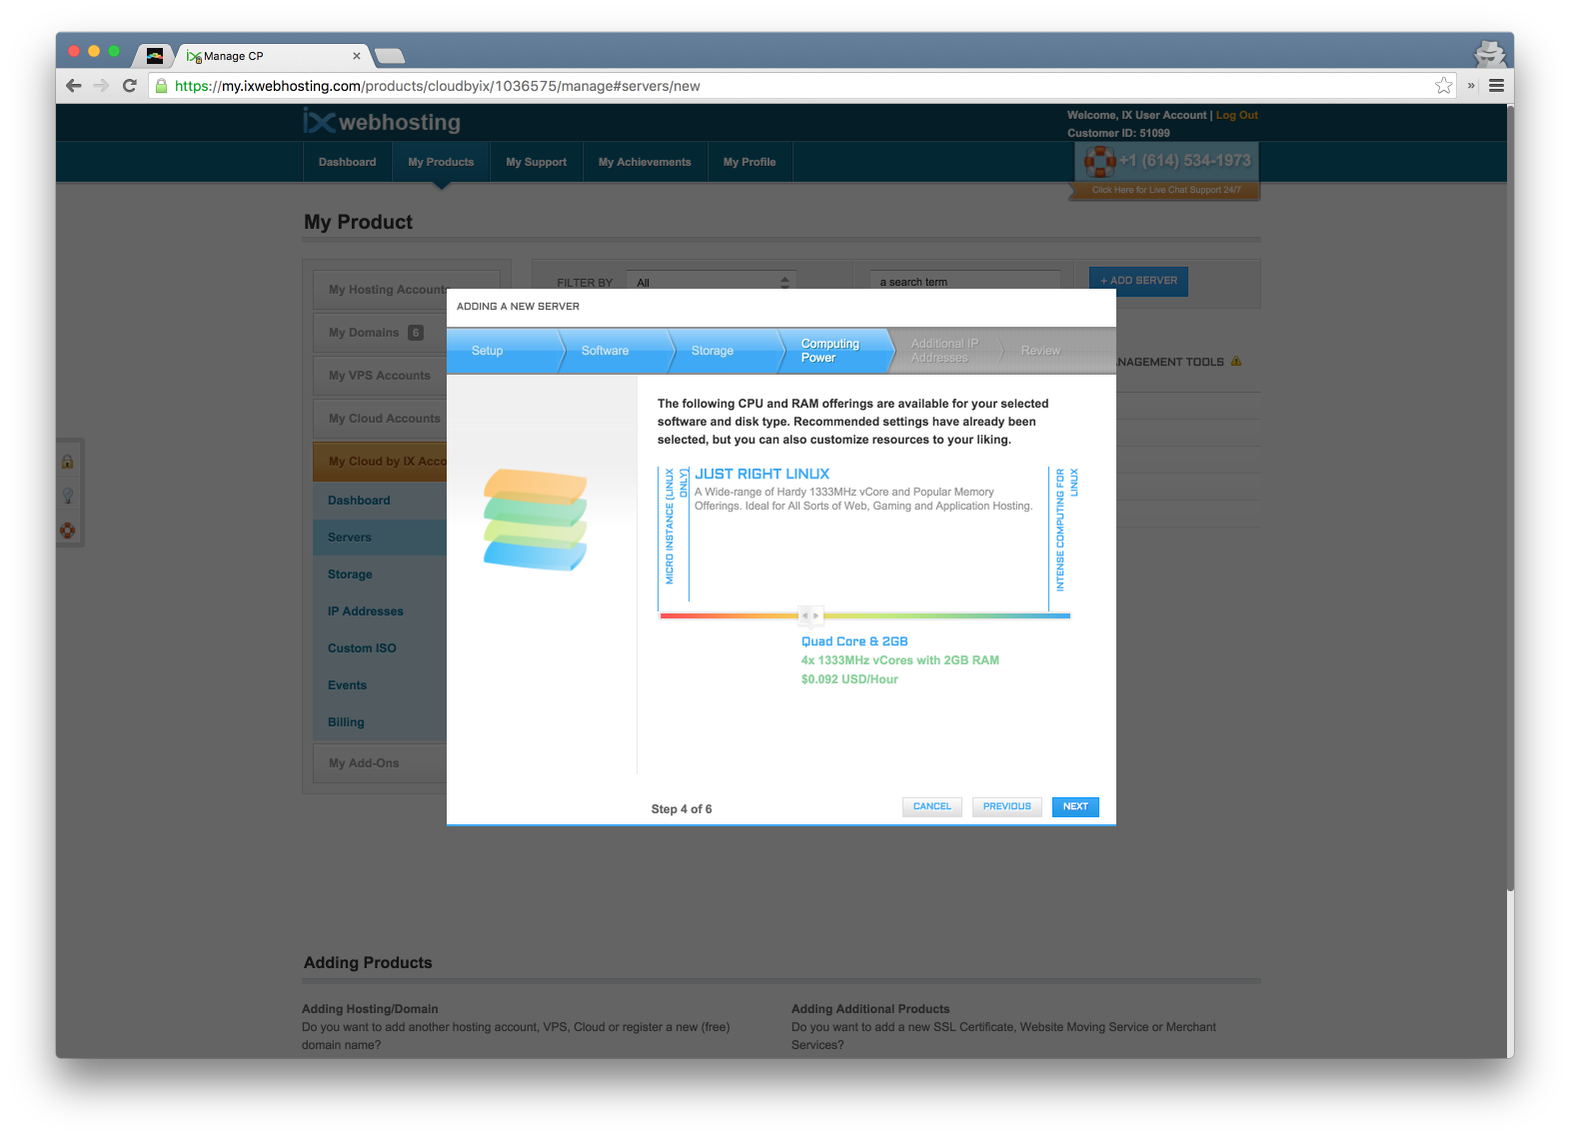 Manage CP
https://my.ixwebhosting.com/products/cloudbyix/1036575/manage#servers/new
ix webhosting
Welcome, IX User Account | Log Out
Customer ID: 51099
Dashboard
My Products
My Support
My Achievements
My Profile
+1 (614) 534-1973
Click Here for Live Chat Support 24/7
My Product
My Hosting Accounts
My Domains 6
My VPS Accounts
My Cloud Accounts
My Cloud by IX Acco
Dashboard
Servers
Storage
IP Addresses
Custom ISO
Events
Billing
My Add-Ons
FILTER BY
All
a search term
+ ADD SERVER
NAGEMENT TOOLS
ADDING A NEW SERVER
Setup
Software
Storage
Computing
Power
Additional IP
Addresses
Review
The following CPU and RAM offerings are available for your selected
software and disk type. Recommended settings have already been
selected, but you can also customize resources to your liking.
MICRO INSTANCE (LINUX
ONLY)
JUST RIGHT LINUX
A Wide-range of Hardy 1333MHz vCore and Popular Memory
Offerings. Ideal for All Sorts of Web, Gaming and Application Hosting.
INTENSE COMPUTING FOR
LINUX
Quad Core & 2GB
4x 1333MHz vCores with 2GB RAM
$0.092 USD/Hour
Step 4 of 6
CANCEL
PREVIOUS
NEXT
Adding Products
Adding Hosting/Domain
Do you want to add another hosting account, VPS, Cloud or register a new (free)
domain name?
Adding Additional Products
Do you want to add a new SSL Certificate, Website Moving Service or Merchant
Services?